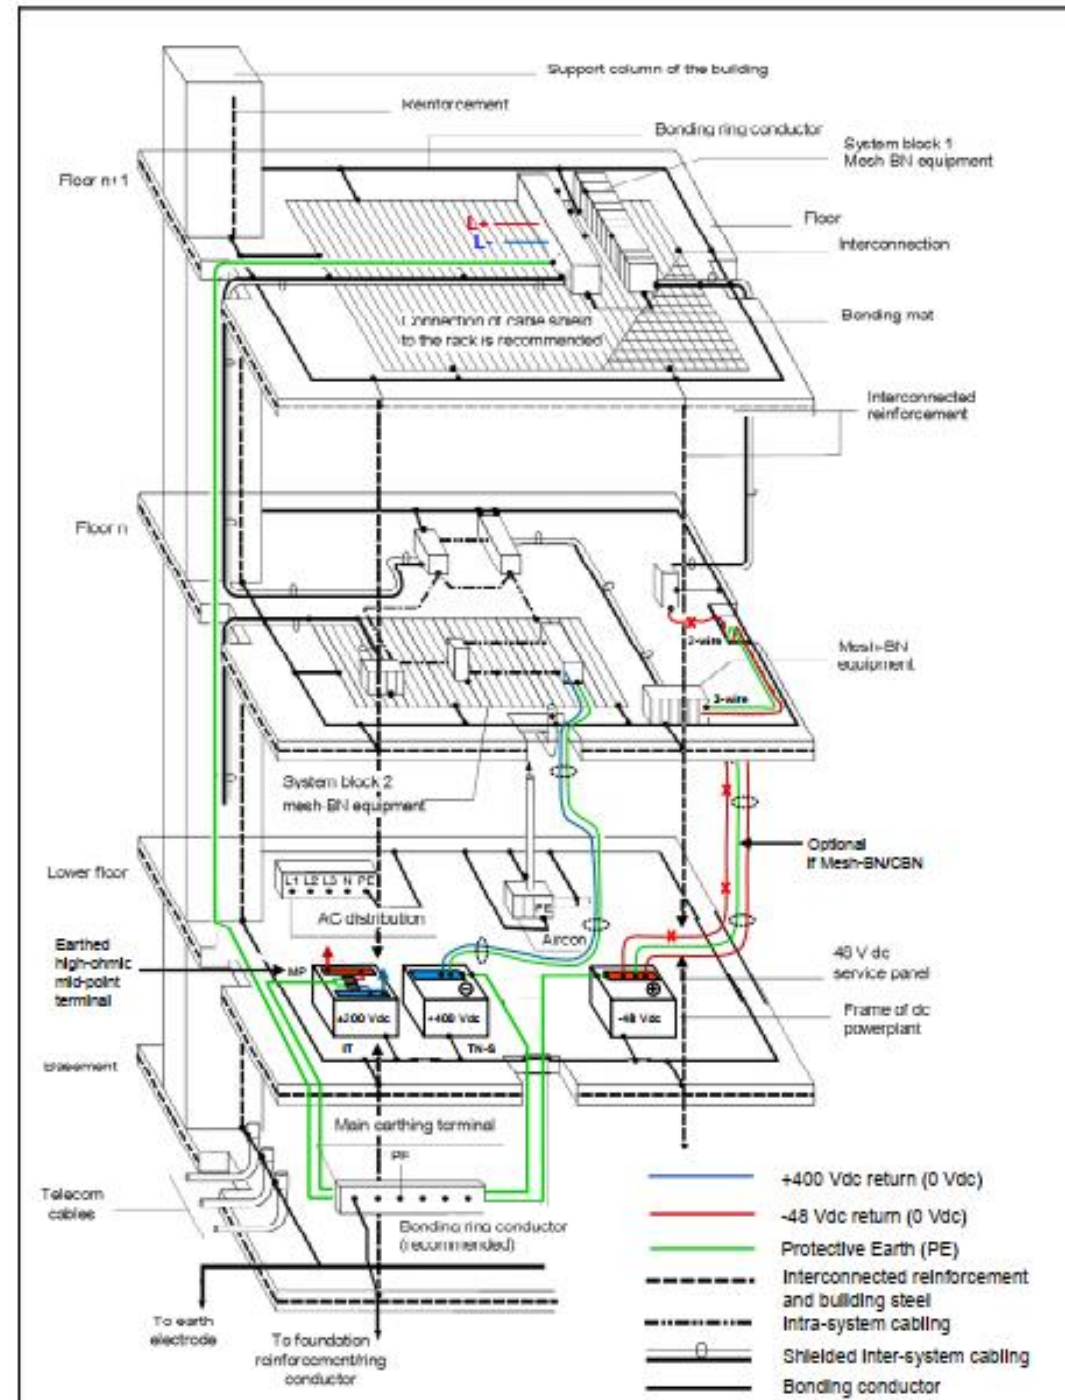 Support column of the building
Reinforcement
Bonding ring conductor
System block 1
Mesh BN equipment
Floor n+1
Floor
L+
L-
Interconnection
Connection of cable shield
to the rack is recommended
Bonding mat
Interconnected
reinforcement
Floor n
2-wire
Mesh-BN
equipment
3-wire
System block 2
mesh-BN equipment
Optional
If Mesh-BN/CBN
Lower floor
L1 L2 L3 N PE
AC distribution
PE
Aircon
Earthed
high-ohmic
mid-point
terminal
MP
48 V dc
service panel
±200 Vdc
+400 Vdc
-48 Vdc
Frame of dc
powerplant
IT
TN-S
Basement
Main earthing terminal
PE
Telecom
cables
Bonding ring conductor
(recommended)
To earth
electrode
To foundation
reinforcement/ring
conductor
+400 Vdc return (0 Vdc)
-48 Vdc return (0 Vdc)
Protective Earth (PE)
Interconnected reinforcement
and building steel
Intra-system cabling
Shielded Inter-system cabling
Bonding conductor